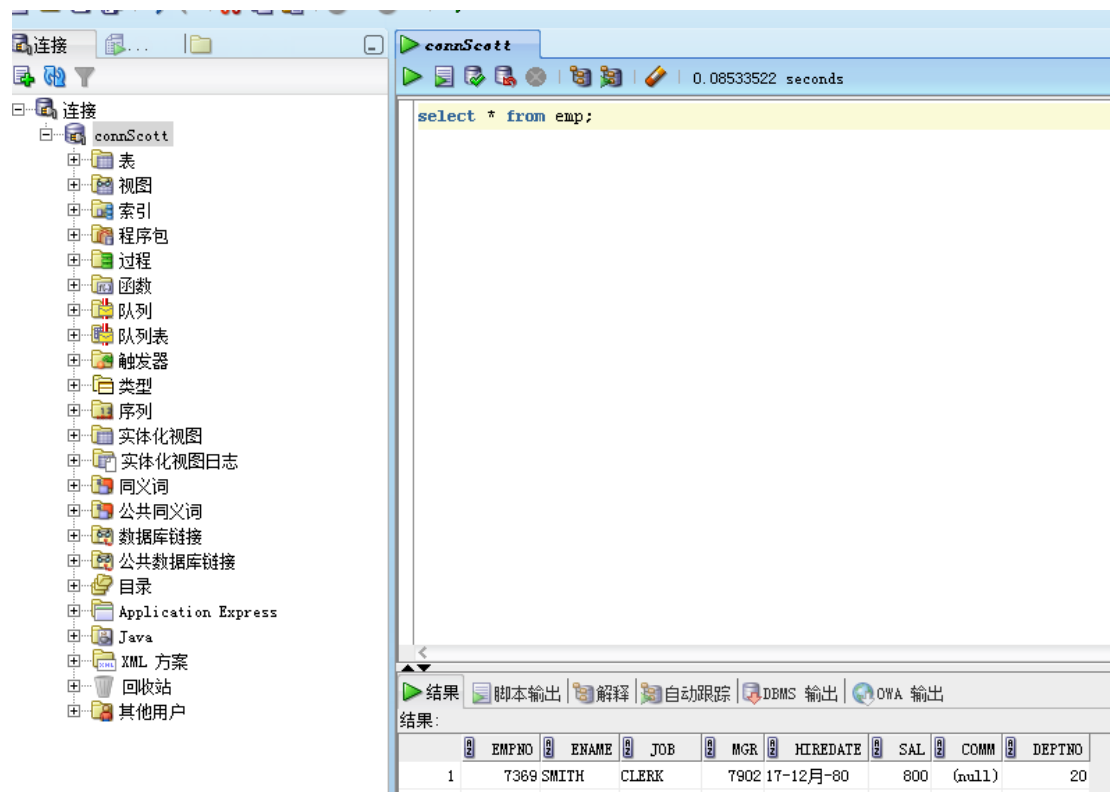 连接 ...
connScott
0.08533522 seconds
select * from emp;
连接
connScott
表
视图
索引
程序包
过程
函数
队列
队列表
触发器
类型
序列
实体化视图
实体化视图日志
同义词
公共同义词
数据库链接
公共数据库链接
目录
Application Express
Java
XML 方案
回收站
其他用户
结果 脚本输出 解释 自动跟踪 DBMS 输出 OWA 输出
结果:
EMPNO ENAME JOB MGR HIREDATE SAL COMM DEPTNO
1 7369 SMITH CLERK 7902 17-12月-80 800 (null) 20